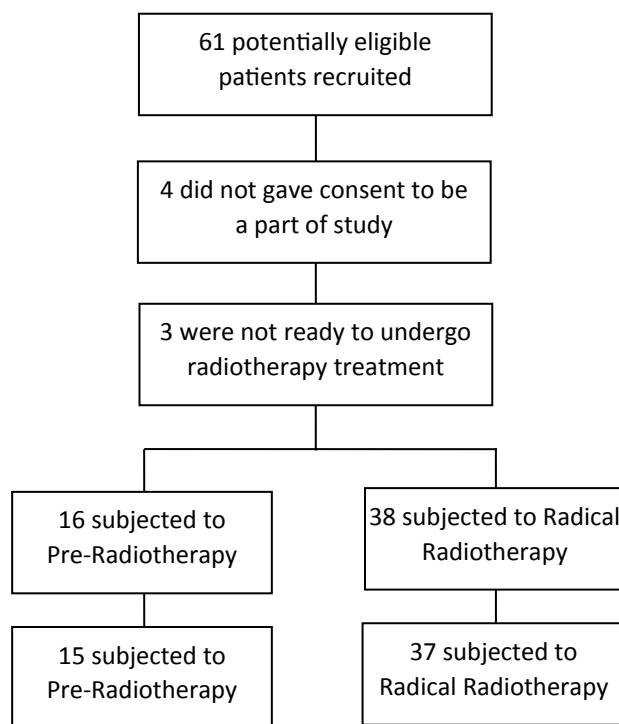 61 potentially eligible
patients recruited
4 did not gave consent to be
a part of study
3 were not ready to undergo
radiotherapy treatment
16 subjected to
Pre-Radiotherapy
38 subjected to Radical
Radiotherapy
15 subjected to
Pre-Radiotherapy
37 subjected to
Radical Radiotherapy